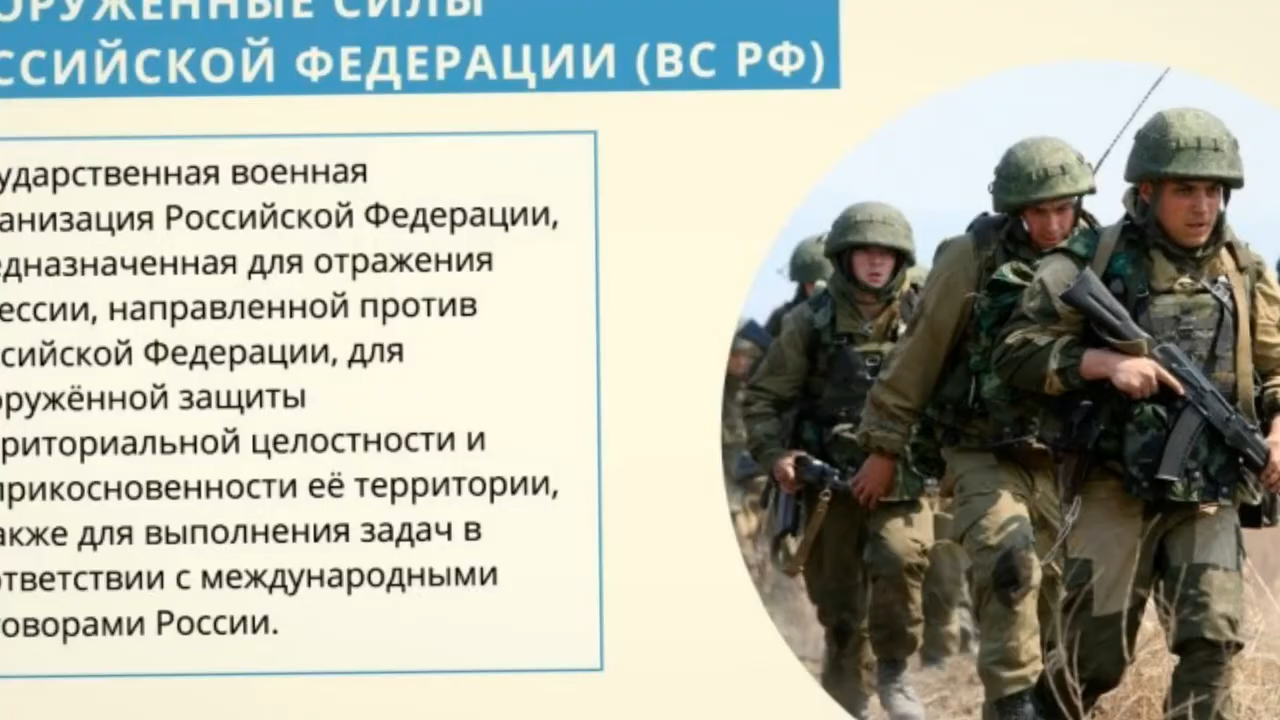 ОРУЖЕННЫЕ СИЛЫ
ССИЙСКОЙ ФЕДЕРАЦИИ (ВС РФ)
ударственная военная
анизация Российской Федерации,
едназначенная для отражения
ессии, направленной против
сийской Федерации, для
оружённой защиты
риториальной целостности и
прикосновенности её территории,
акже для выполнения задач в
ответствии с международными
оворами России.